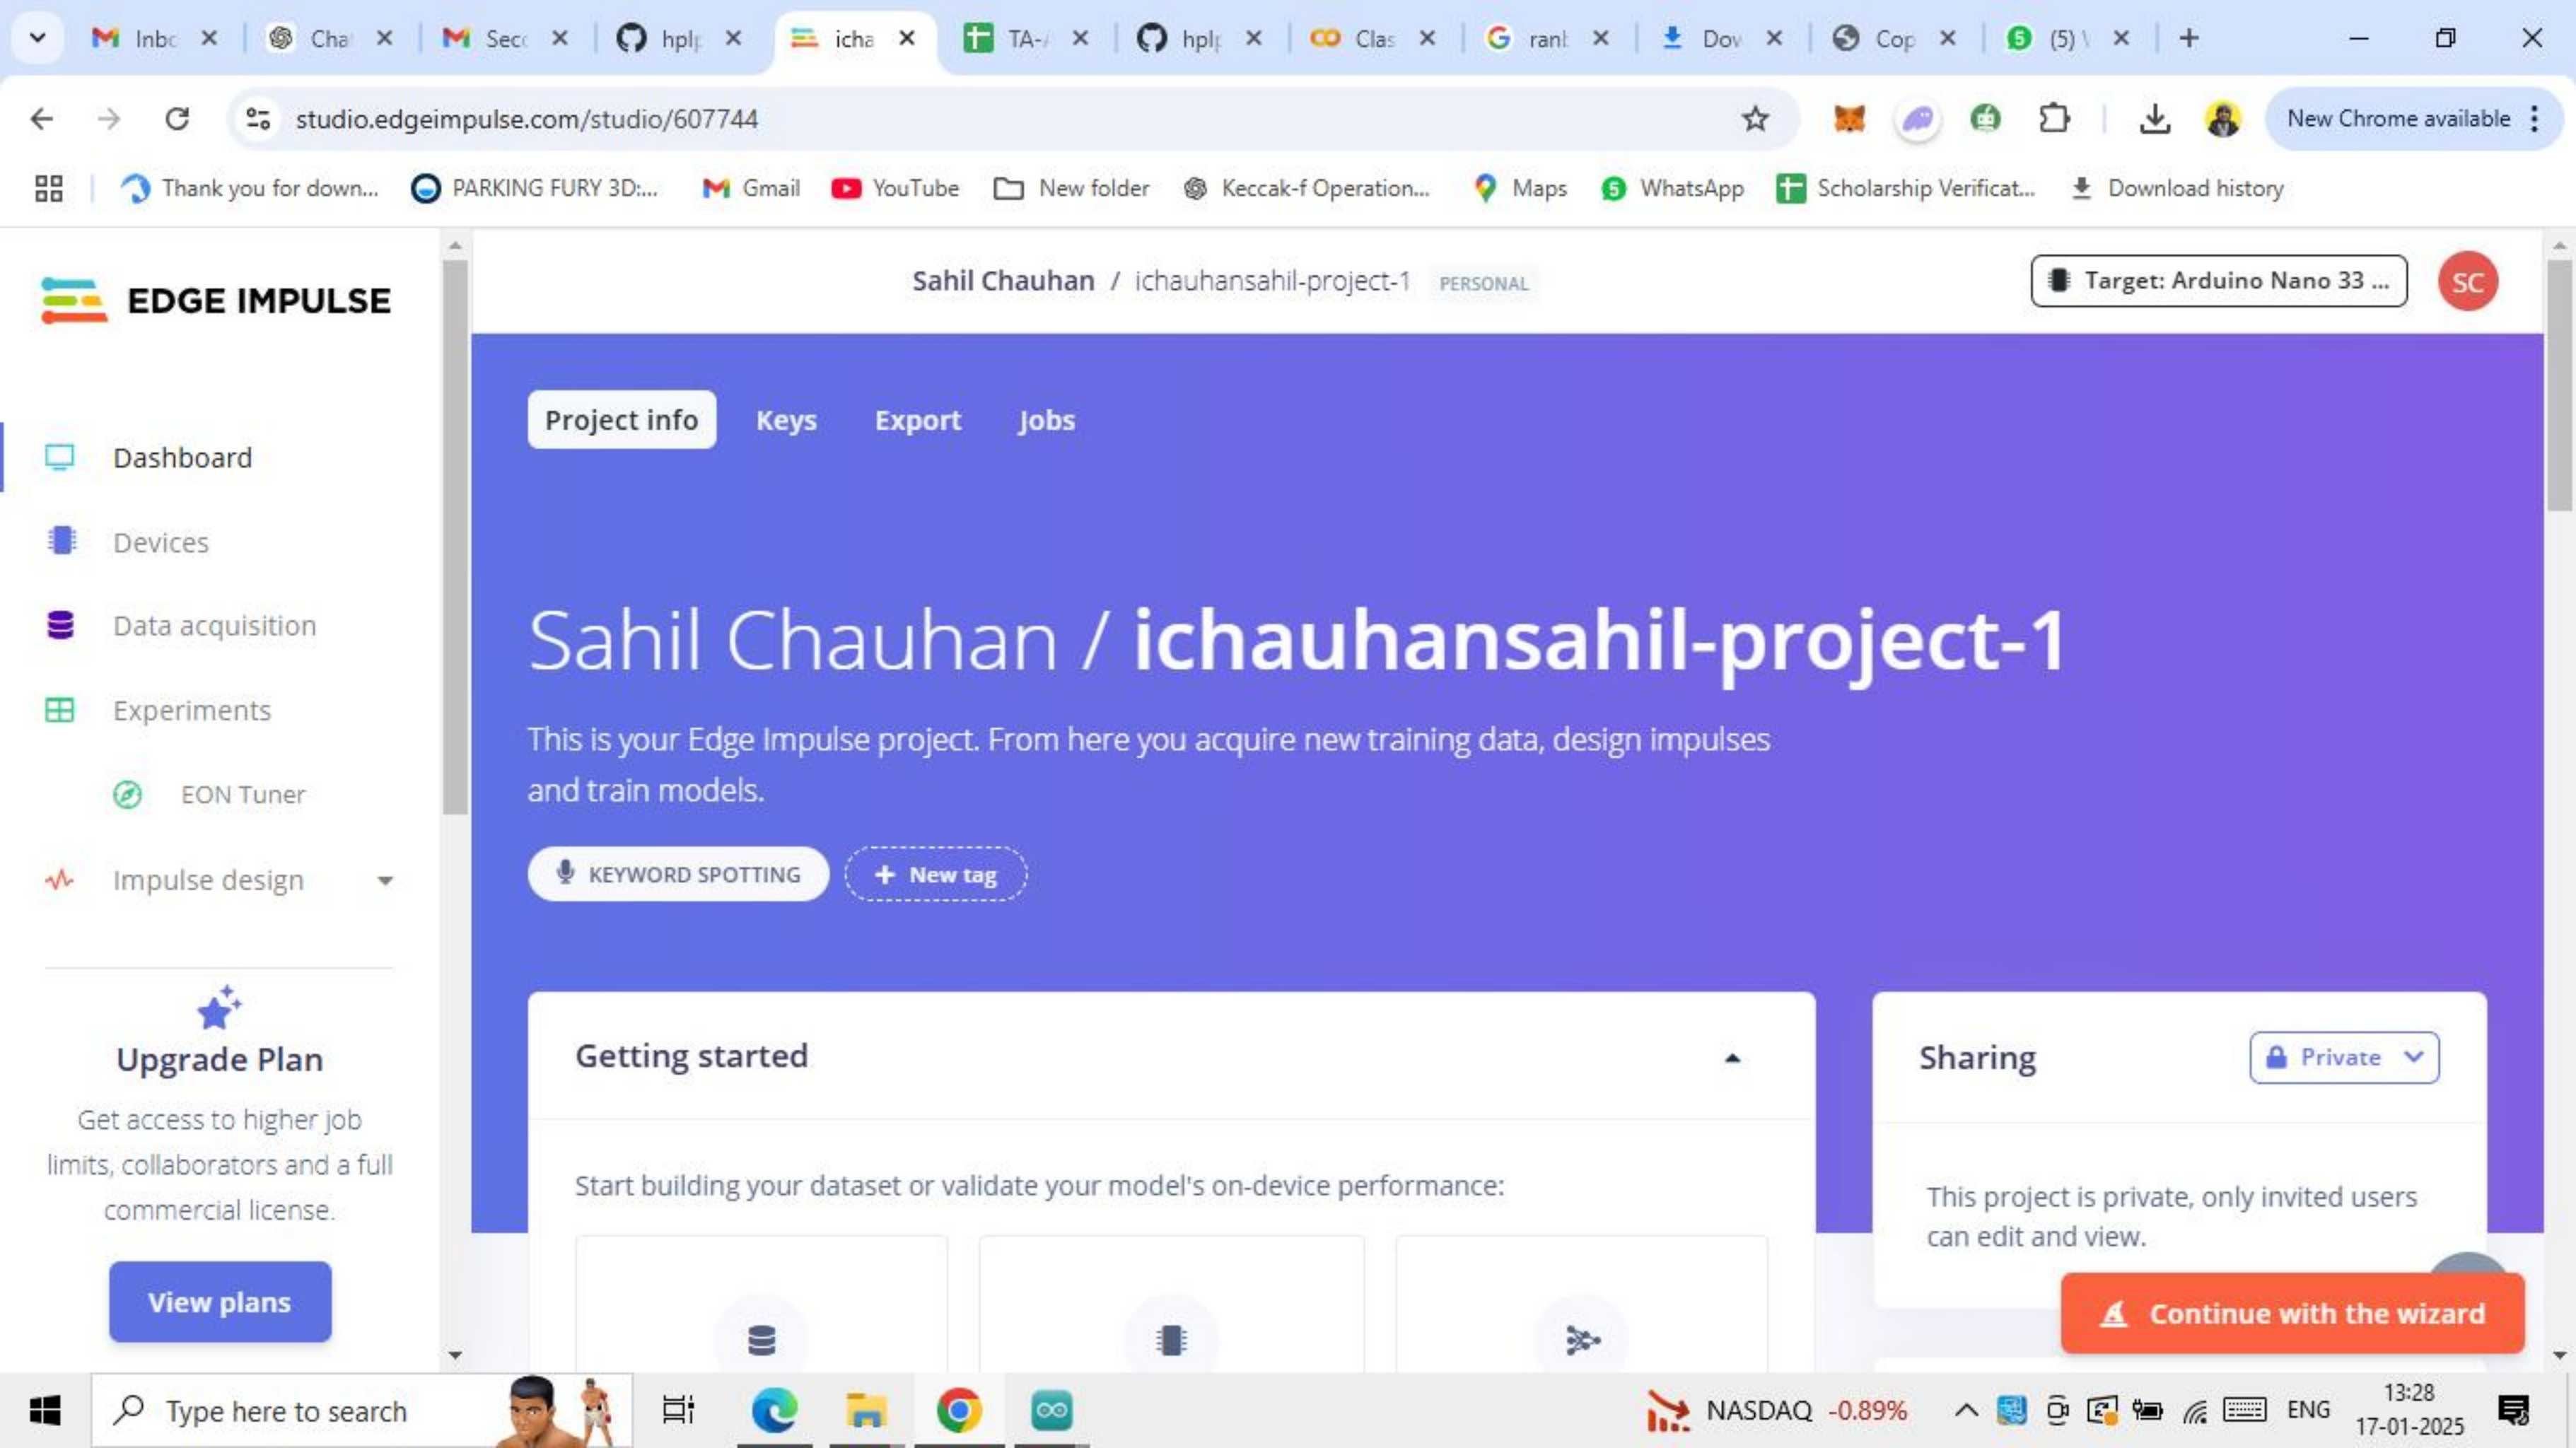 Inbc
Cha
Secc
hplp
icha
TA-/
hplp
Clas
ranl
Dov
Cop
(5) \
studio.edgeimpulse.com/studio/607744
New Chrome available
Thank you for down...
PARKING FURY 3D:...
Gmail
YouTube
New folder
Keccak-f Operation...
Maps
5
WhatsApp
Scholarship Verificat...
Download history
EDGE IMPULSE
Sahil Chauhan / ichauhansahil-project-1 PERSONAL
Target: Arduino Nano 33 ...
SC
Dashboard
Devices
Data acquisition
Experiments
EON Tuner
Impulse design
Upgrade Plan
Get access to higher job
limits, collaborators and a full
commercial license.
View plans
Project info
Keys
Export
Jobs
Sahil Chauhan / ichauhansahil-project-1
This is your Edge Impulse project. From here you acquire new training data, design impulses
and train models.
KEYWORD SPOTTING
+ New tag
Getting started
Start building your dataset or validate your model's on-device performance:
Sharing
Private
This project is private, only invited users
can edit and view.
Continue with the wizard
Type here to search
NASDAQ -0.89%
ENG
13:28
17-01-2025